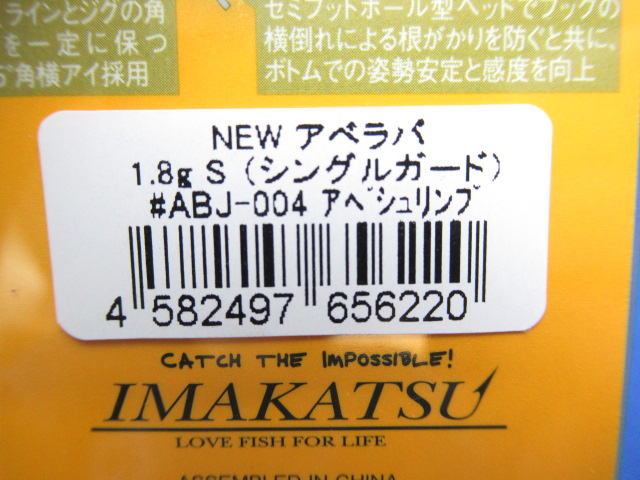 ラインとジグの角
を一定に保つ
角横アイ採用
セミフットボール型ヘッドでフックの
横倒れによる根がかりを防ぐと共に、
ボトムでの姿勢安定と感度を向上
NEW アベラバ
1.8g S (シングルガード)
#ABJ-004 アベシュリンプ
4 582497 656220
CATCH THE IMPOSSIBLE!
IMAKATSU
LOVE FISH FOR LIFE
ASSEMBLED IN CHINA